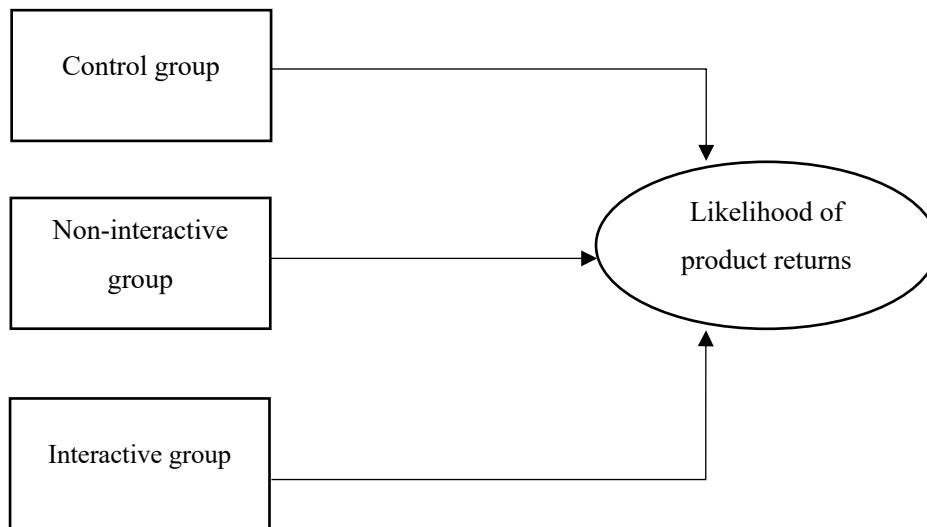 Control group
Non-interactive
group
Likelihood of
product returns
Interactive group